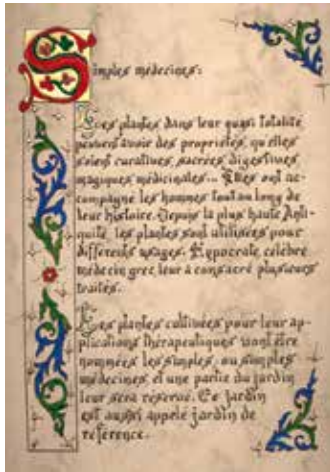 Simples médecines:
Les plantes dans leur quasi totalité
peuvent avoir des propriétés, qu'elles
soient curatives, sacrées, digestives,
magiques, médicinales... Elles ont ac-
compagné les hommes tout au long de
leur histoire. Depuis la plus haute Anti-
quité, les plantes sont utilisées pour
différents usages. Hypocrate, célèbre
médecin grec leur a consacré plusieurs
traités.
Les plantes cultivées pour leur ap-
plications thérapeutiques vont être
nommées les simples, ou simples
médecines, et une partie du jardin
leur sera réservé. Ce jardin
est aussi appelé jardin de
réference.